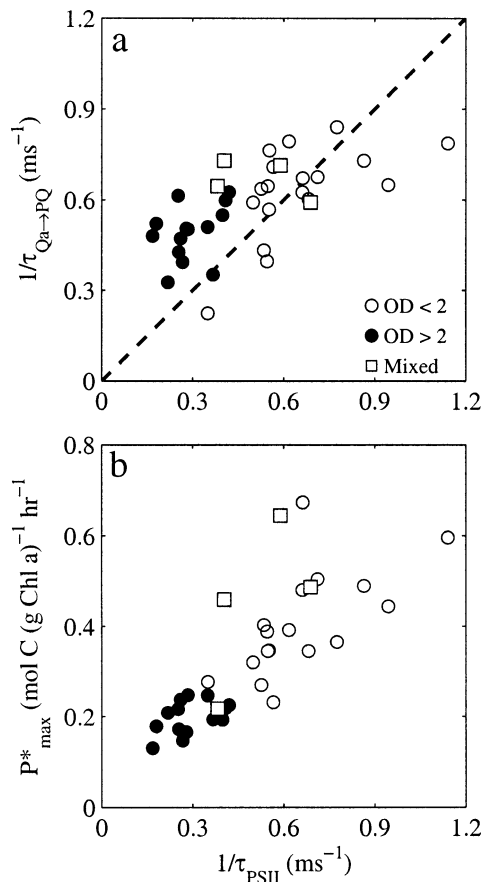 a
1.2
0.9
0.6
0.3
0
1/τQa→PQ (ms⁻¹)
OD < 2
OD > 2
Mixed
0 0.3 0.6 0.9 1.2
b
0.8
0.6
0.4
0.2
0
P*max (mol C (g Chl a)⁻¹ hr⁻¹
0 0.3 0.6 0.9 1.2
1/τPSII (ms⁻¹)